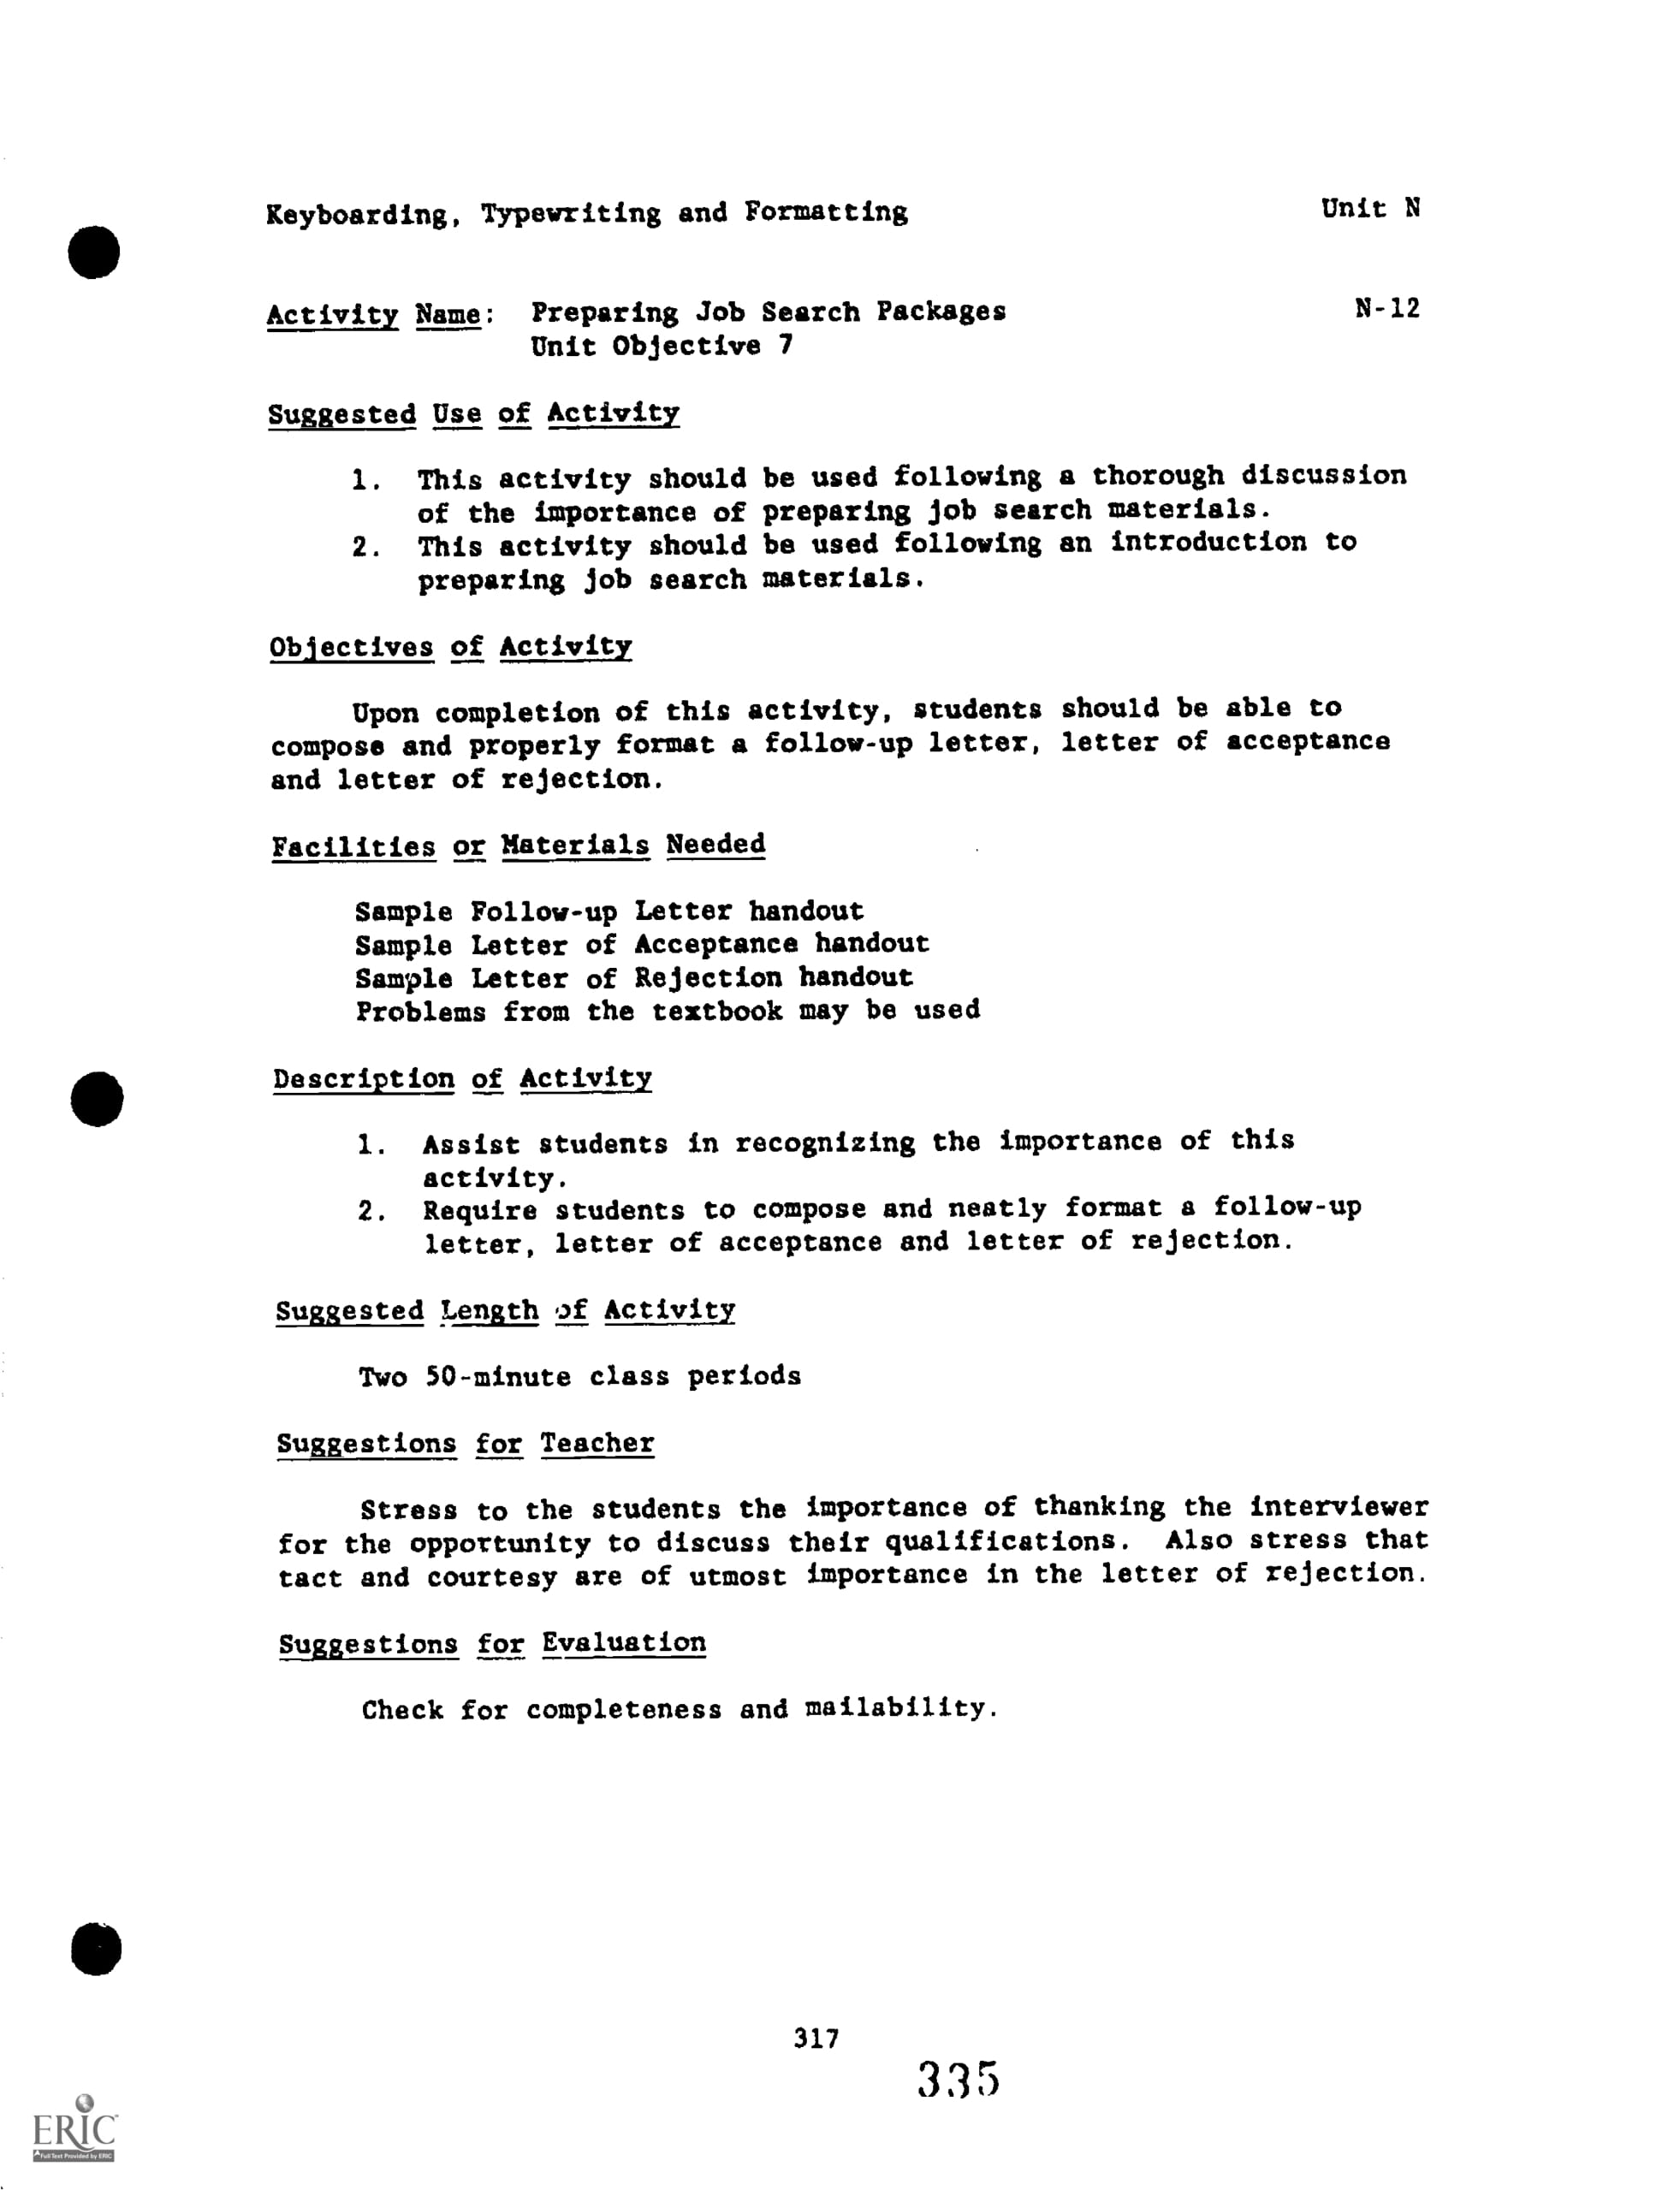 Keyboarding, Typewriting and Formatting Unit N
Activity Name: Preparing Job Search Packages N-12
Unit Objective 7
Suggested Use of Activity
1. This activity should be used following a thorough discussion
of the importance of preparing job search materials.
2. This activity should be used following an introduction to
preparing job search materials.
Objectives of Activity
Upon completion of this activity, students should be able to
compose and properly format a follow-up letter, letter of acceptance
and letter of rejection.
Facilities or Materials Needed
Sample Follow-up Letter handout
Sample Letter of Acceptance handout
Sample Letter of Rejection handout
Problems from the textbook may be used
Description of Activity
1. Assist students in recognizing the importance of this
activity.
2. Require students to compose and neatly format a follow-up
letter, letter of acceptance and letter of rejection.
Suggested Length of Activity
Two 50-minute class periods
Suggestions for Teacher
Stress to the students the importance of thanking the interviewer
for the opportunity to discuss their qualifications. Also stress that
tact and courtesy are of utmost importance in the letter of rejection.
Suggestions for Evaluation
Check for completeness and mailability.
317
335
ERIC
Full Text Provided by ERIC